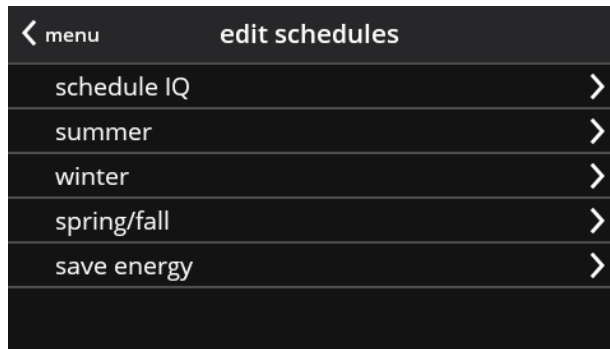 menu edit schedules
schedule IQ
summer
winter
spring/fall
save energy